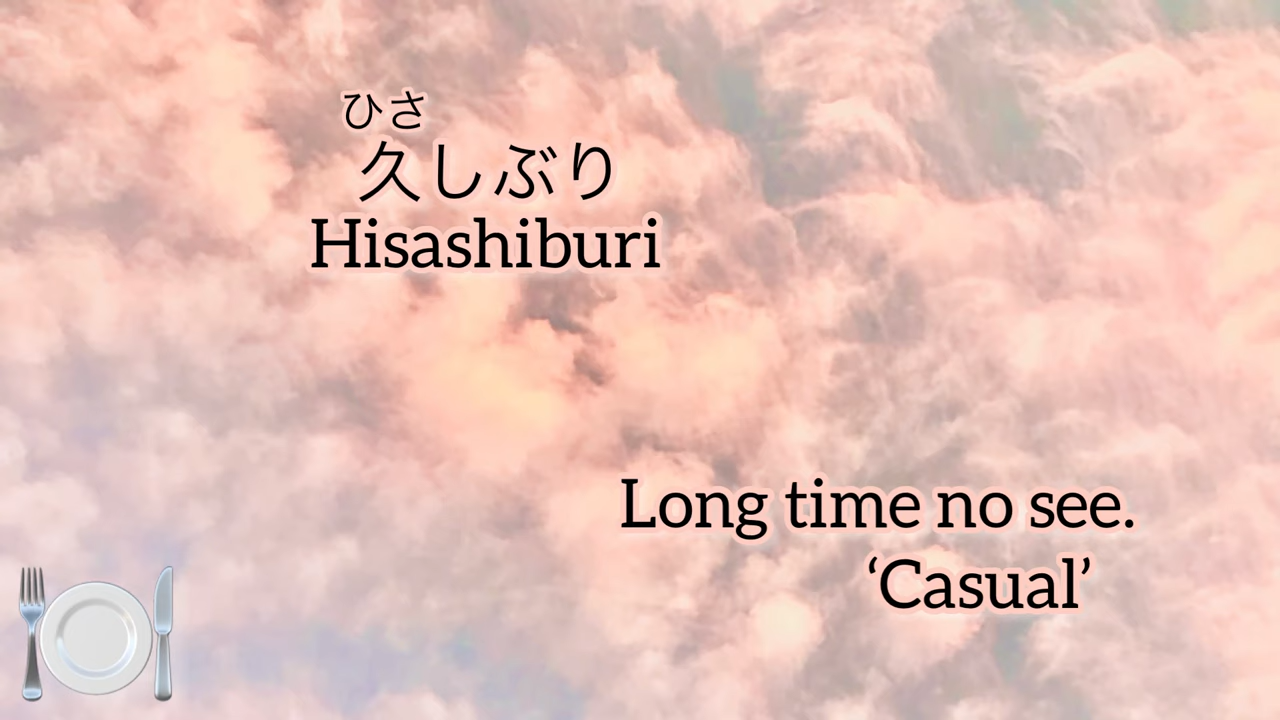 ひさ
久しぶり
Hisashiburi
Long time no see.
‘Casual’